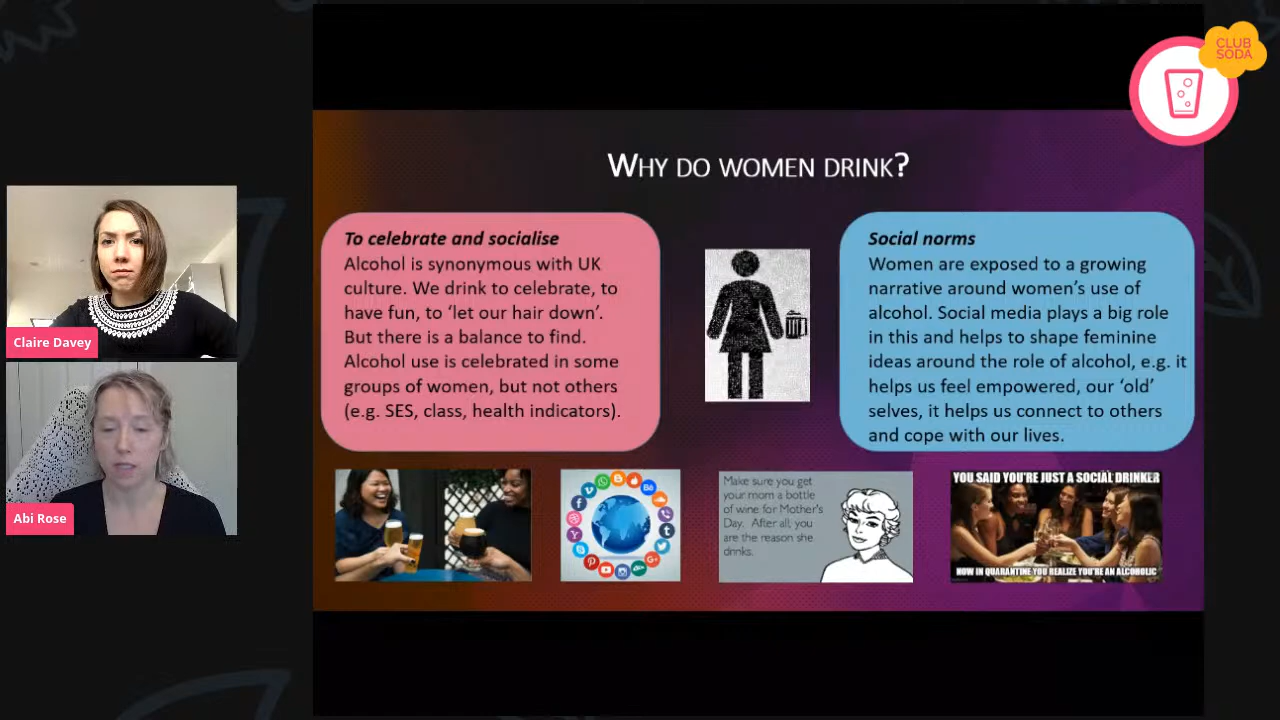 CLUB
SODA
WHY DO WOMEN DRINK?
To celebrate and socialise
Alcohol is synonymous with UK
culture. We drink to celebrate, to
have fun, to ‘let our hair down’.
But there is a balance to find.
Alcohol use is celebrated in some
groups of women, but not others
(e.g. SES, class, health indicators).
Social norms
Women are exposed to a growing
narrative around women’s use of
alcohol. Social media plays a big role
in this and helps to shape feminine
ideas around the role of alcohol, e.g. it
helps us feel empowered, our ‘old’
selves, it helps us connect to others
and cope with our lives.
Claire Davey
Abi Rose
Make sure you get
your mom a bottle
of wine for Mother's
Day. After all, you
are the reason she
drinks.
YOU SAID YOU'RE JUST A SOCIAL DRINKER
NOW IN QUARANTINE YOU REALIZE YOU'RE AN ALCOHOLIC